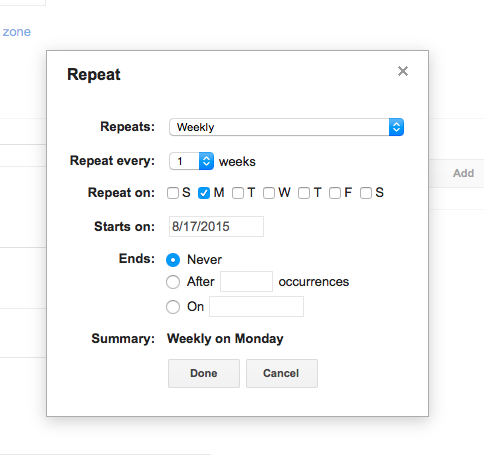 zone
Repeat
Repeats: Weekly
Repeat every: 1 weeks
Repeat on: S M T W T F S
Add
Starts on: 8/17/2015
Ends: Never
After occurrences
On
Summary: Weekly on Monday
Done Cancel